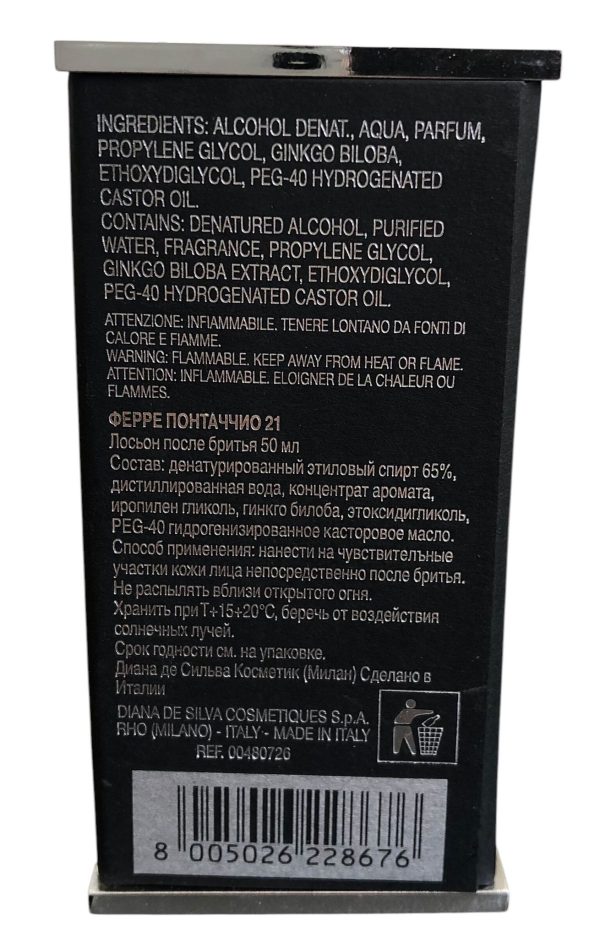 INGREDIENTS: ALCOHOL DENAT., AQUA, PARFUM,
PROPYLENE GLYCOL, GINKGO BILOBA,
ETHOXYDIGLYCOL, PEG-40 HYDROGENATED
CASTOR OIL.
CONTAINS: DENATURED ALCOHOL, PURIFIED
WATER, FRAGRANCE, PROPYLENE GLYCOL,
GINKGO BILOBA EXTRACT, ETHOXYDIGLYCOL,
PEG-40 HYDROGENATED CASTOR OIL.
ATTENZIONE: INFIAMMABILE. TENERE LONTANO DA FONTI DI
CALORE E FIAMME.
WARNING: FLAMMABLE. KEEP AWAY FROM HEAT OR FLAME.
ATTENTION: INFLAMMABLE. ELOIGNER DE LA CHALEUR OU
FLAMMES.
ФЕРРЕ ПОНТАЧЧИО 21
Лосьон после бритья 50 мл
Состав: денатурированный этиловый спирт 65%,
дистиллированная вода, концентрат аромата,
иропилен гликоль, гинкго билоба, этоксидигликоль,
PEG-40 гидрогенизированное касторовое масло.
Способ применения: нанести на чувствителъные
участки кожи лица непосредственно после бритья.
Не распылять вблизи открытого огня.
Хранить при Т+15+20°С, беречь от воздействия
солнечных лучей.
Срок годности см. на упаковке.
Диана де Сильва Косметик (Милан) Сделано в
Италии
DIANA DE SILVA COSMETIQUES S.p.A.
RHO (MILANO) - ITALY - MADE IN ITALY
REF. 00480726
8 005026 228676